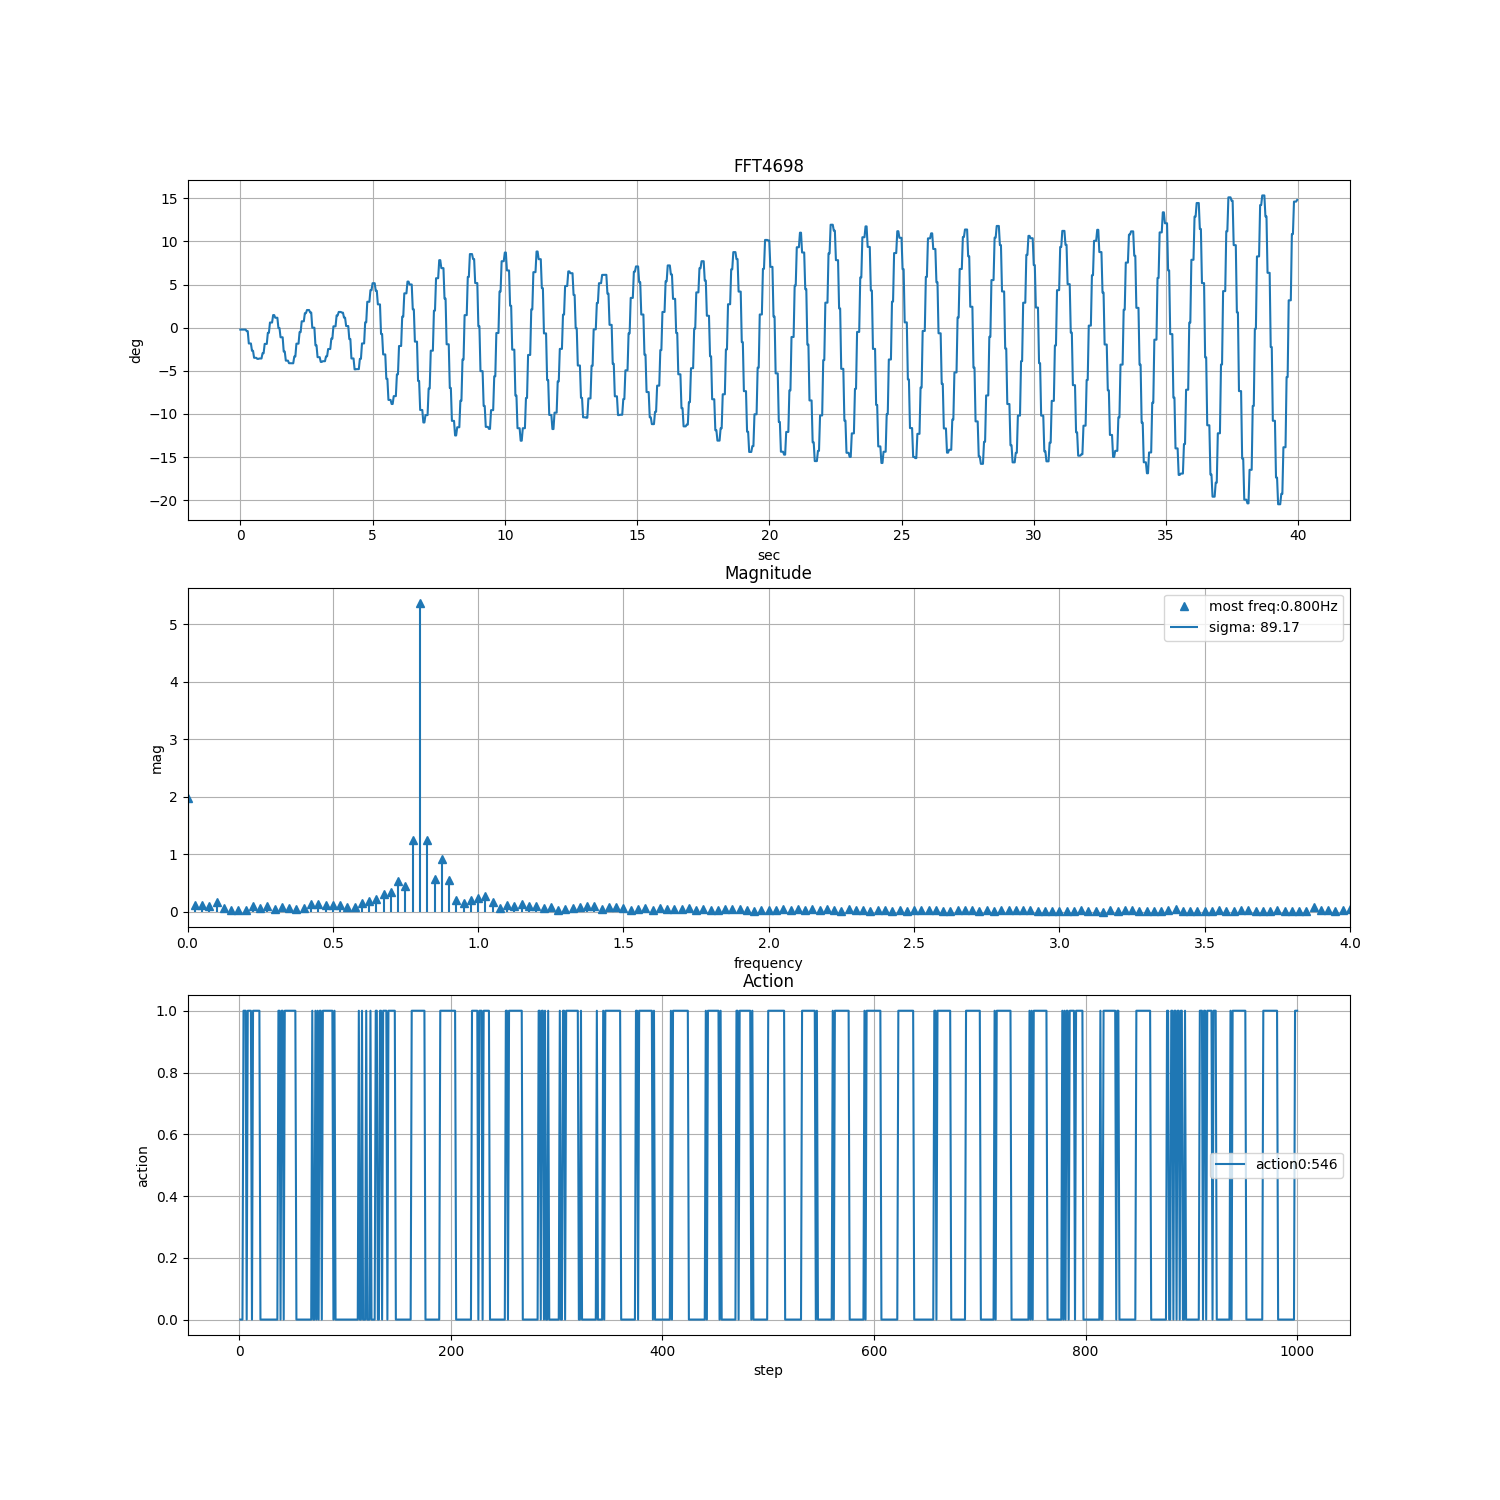 FFT4698
15
10
5
0
−5
−10
−15
−20
deg
0 5 10 15 20 25 30 35 40
sec
Magnitude
most freq:0.800Hz
sigma: 89.17
5
4
3
2
1
0
mag
0.0 0.5 1.0 1.5 2.0 2.5 3.0 3.5 4.0
frequency
Action
1.0
0.8
0.6
0.4
0.2
0.0
action
action0:546
0 200 400 600 800 1000
step